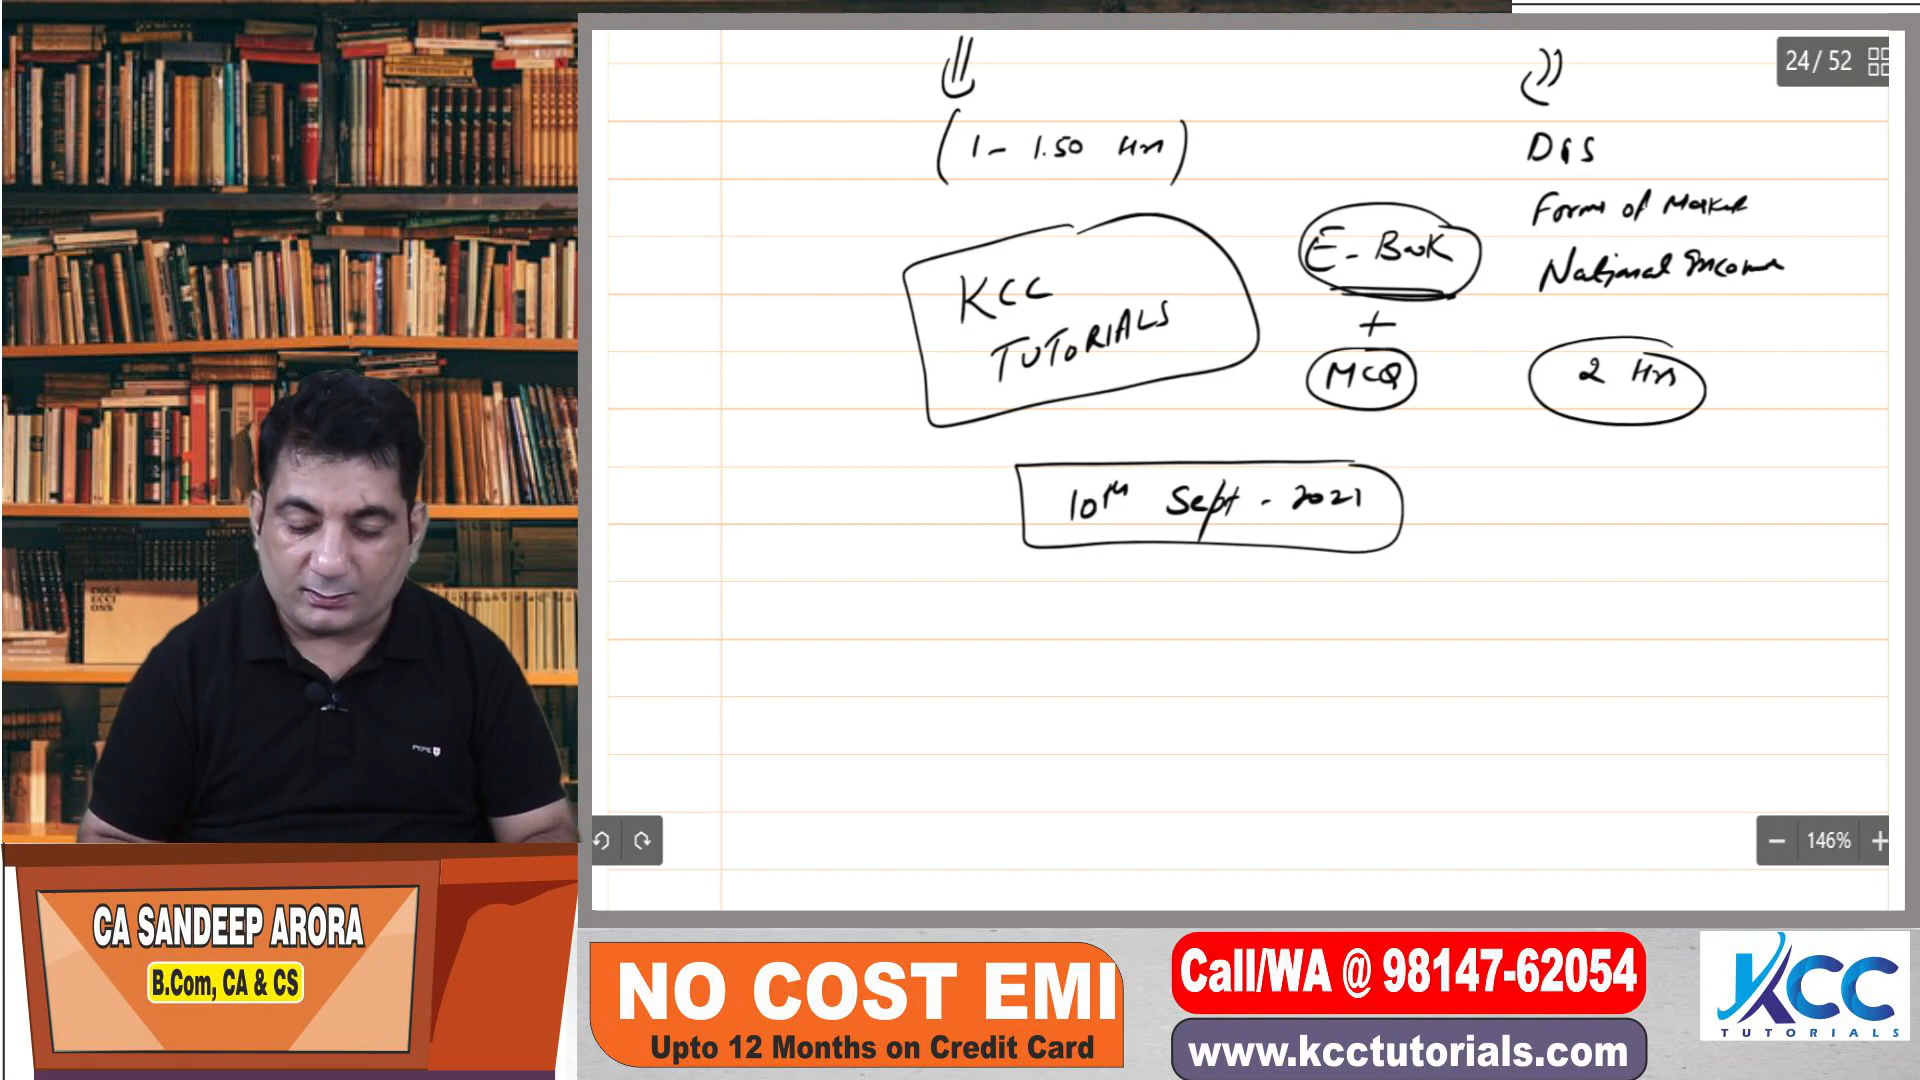 24 / 52
(1 - 1.50 Hrs)
D & S
Forms of Market
National Income
E - Book
+
MCQ
2 Hrs
KCC
TUTORIALS
10th Sept - 2021
146%
CA SANDEEP ARORA
B.Com, CA & CS
NO COST EMI
Upto 12 Months on Credit Card
Call/WA @ 98147-62054
www.kcctutorials.com
KCC
TUTORIALS